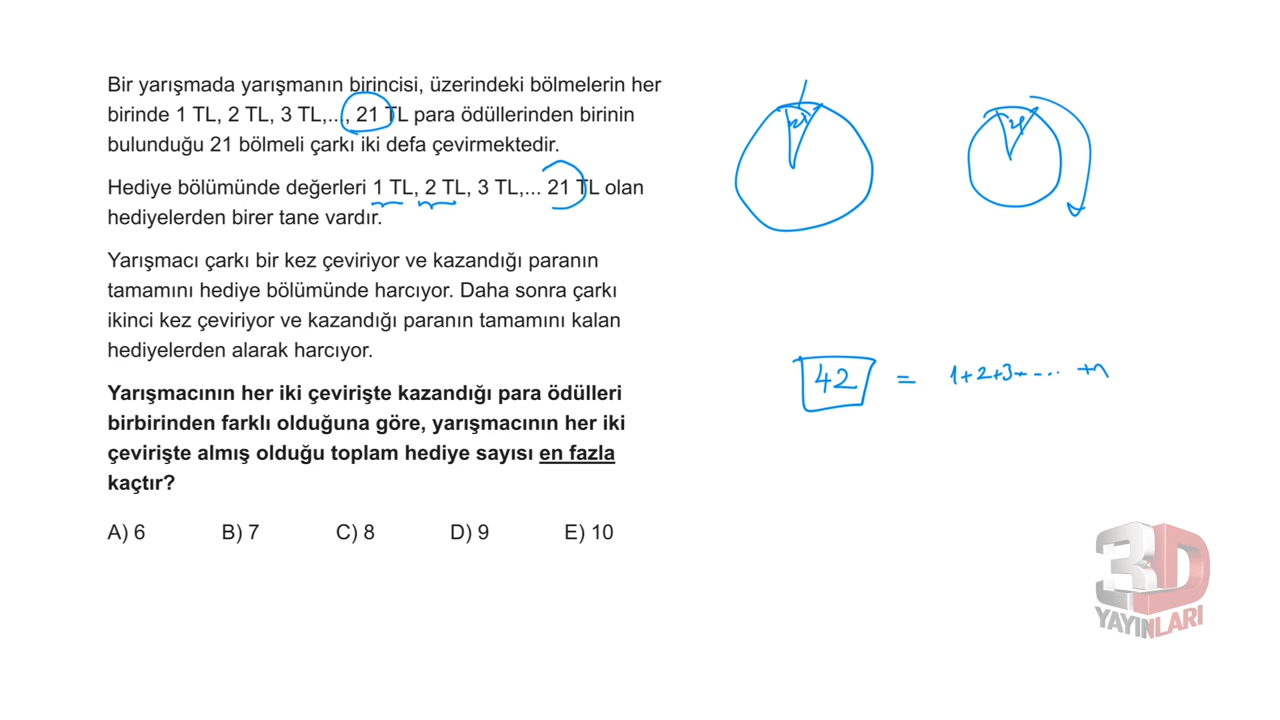 Bir yarışmada yarışmanın birincisi, üzerindeki bölmelerin her
birinde 1 TL, 2 TL, 3 TL,..., 21 TL para ödüllerinden birinin
bulunduğu 21 bölmeli çarkı iki defa çevirmektedir.
Hediye bölümünde değerleri 1 TL, 2 TL, 3 TL,... 21 TL olan
hediyelerden birer tane vardır.
Yarışmacı çarkı bir kez çeviriyor ve kazandığı paranın
tamamını hediye bölümünde harcıyor. Daha sonra çarkı
ikinci kez çeviriyor ve kazandığı paranın tamamını kalan
hediyelerden alarak harcıyor.
Yarışmacının her iki çevirişte kazandığı para ödülleri
birbirinden farklı olduğuna göre, yarışmacının her iki
çevirişte almış olduğu toplam hediye sayısı en fazla
kaçtır?
A) 6 B) 7 C) 8 D) 9 E) 10
21
21
42 = 1+2+3+.... +n
3D
YAYINLARI